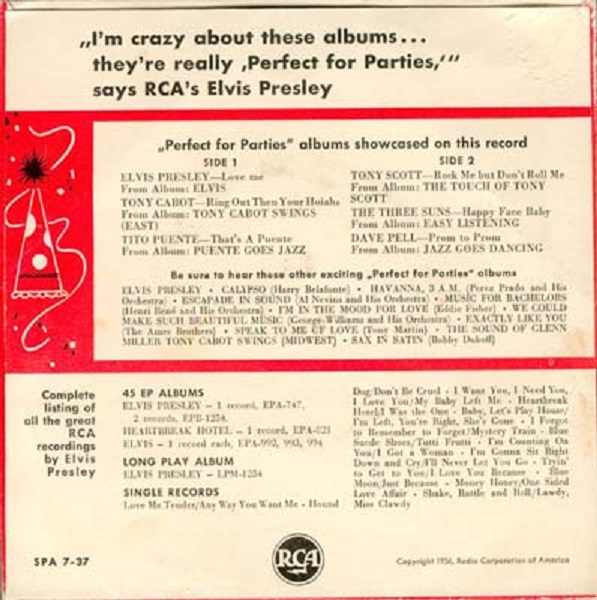 „I'm crazy about these albums...
they're really ‚Perfect for Parties,'"
says RCA's Elvis Presley
„Perfect for Parties" albums showcased on this record
SIDE 1
ELVIS PRESLEY—Love me
From Album: ELVIS
TONY CABOT—Ring Out Then Your Hoiaha
From Album: TONY CABOT SWINGS
(EAST)
TITO PUENTE—That's A Puente
From Album: PUENTE GOES JAZZ
SIDE 2
TONY SCOTT—Rock Me but Don't Roll Me
From Album: THE TOUCH OF TONY
SCOTT
THE THREE SUNS—Happy Face Baby
From Album: EASY LISTENING
DAVE PELL—Prom to Prom
From Album: JAZZ GOES DANCING
Be sure to hear these other exciting „Perfect for Parties" albums
ELVIS PRESLEY • CALYPSO (Harry Belafonte) • HAVANNA, 3 A.M. (Perez Prado and His
Orchestra) • ESCAPADE IN SOUND (Al Nevins and His Orchestra) • MUSIC FOR BACHELORS
(Henri René and His Orchestra) • I'M IN THE MOOD FOR LOVE (Eddie Fisher) • WE COULD
MAKE SUCH BEAUTIFUL MUSIC (George Williams and His Orchestra) • EXACTLY LIKE YOU
(The Ames Brothers) • SPEAK TO ME OF LOVE (Tony Martin) • THE SOUND OF GLENN
MILLER TONY CABOT SWINGS [MIDWEST) • SAX IN SATIN (Bobby Dukoff)
Complete
listing of
all the great
RCA
recordings
by Elvis
Presley
45 EP ALBUMS
ELVIS PRESLEY — 1 record, EPA-747,
2 records, EPB-1254,
HEARTBREAK HOTEL — 1 record, EPA-821
ELVIS — 1 record each, EPA-992, 993, 994
LONG PLAY ALBUM
ELVIS PRESLEY — LPM-1254
SINGLE RECORDS
Love Me Tender/Any Way You Want Me • Hound
Dog/Don't Be Cruel • I Want You, I Need You,
I Love You/My Baby Left Me • Heartbreak
Hotel/I Was the One • Baby, Let's Play House/
I'm Left, You're Right, She's Gone • I Forgot
to Remember to Forget/Mystery Train • Blue
Suede Shoes/Tutti Frutti • I'm Counting On
You/I Got a Woman • I'm Gonna Sit Right
Down and Cry/I'll Never Let You Go • Tryin'
to Get to You/I Love You Because • Blue
Moon/Just Because • Money Honey/One Sided
Love Affair • Shake, Rattle and Roll/Lawdy,
Miss Clawdy
SPA 7-37
RCA
Copyright 1956, Radio Corporation of America